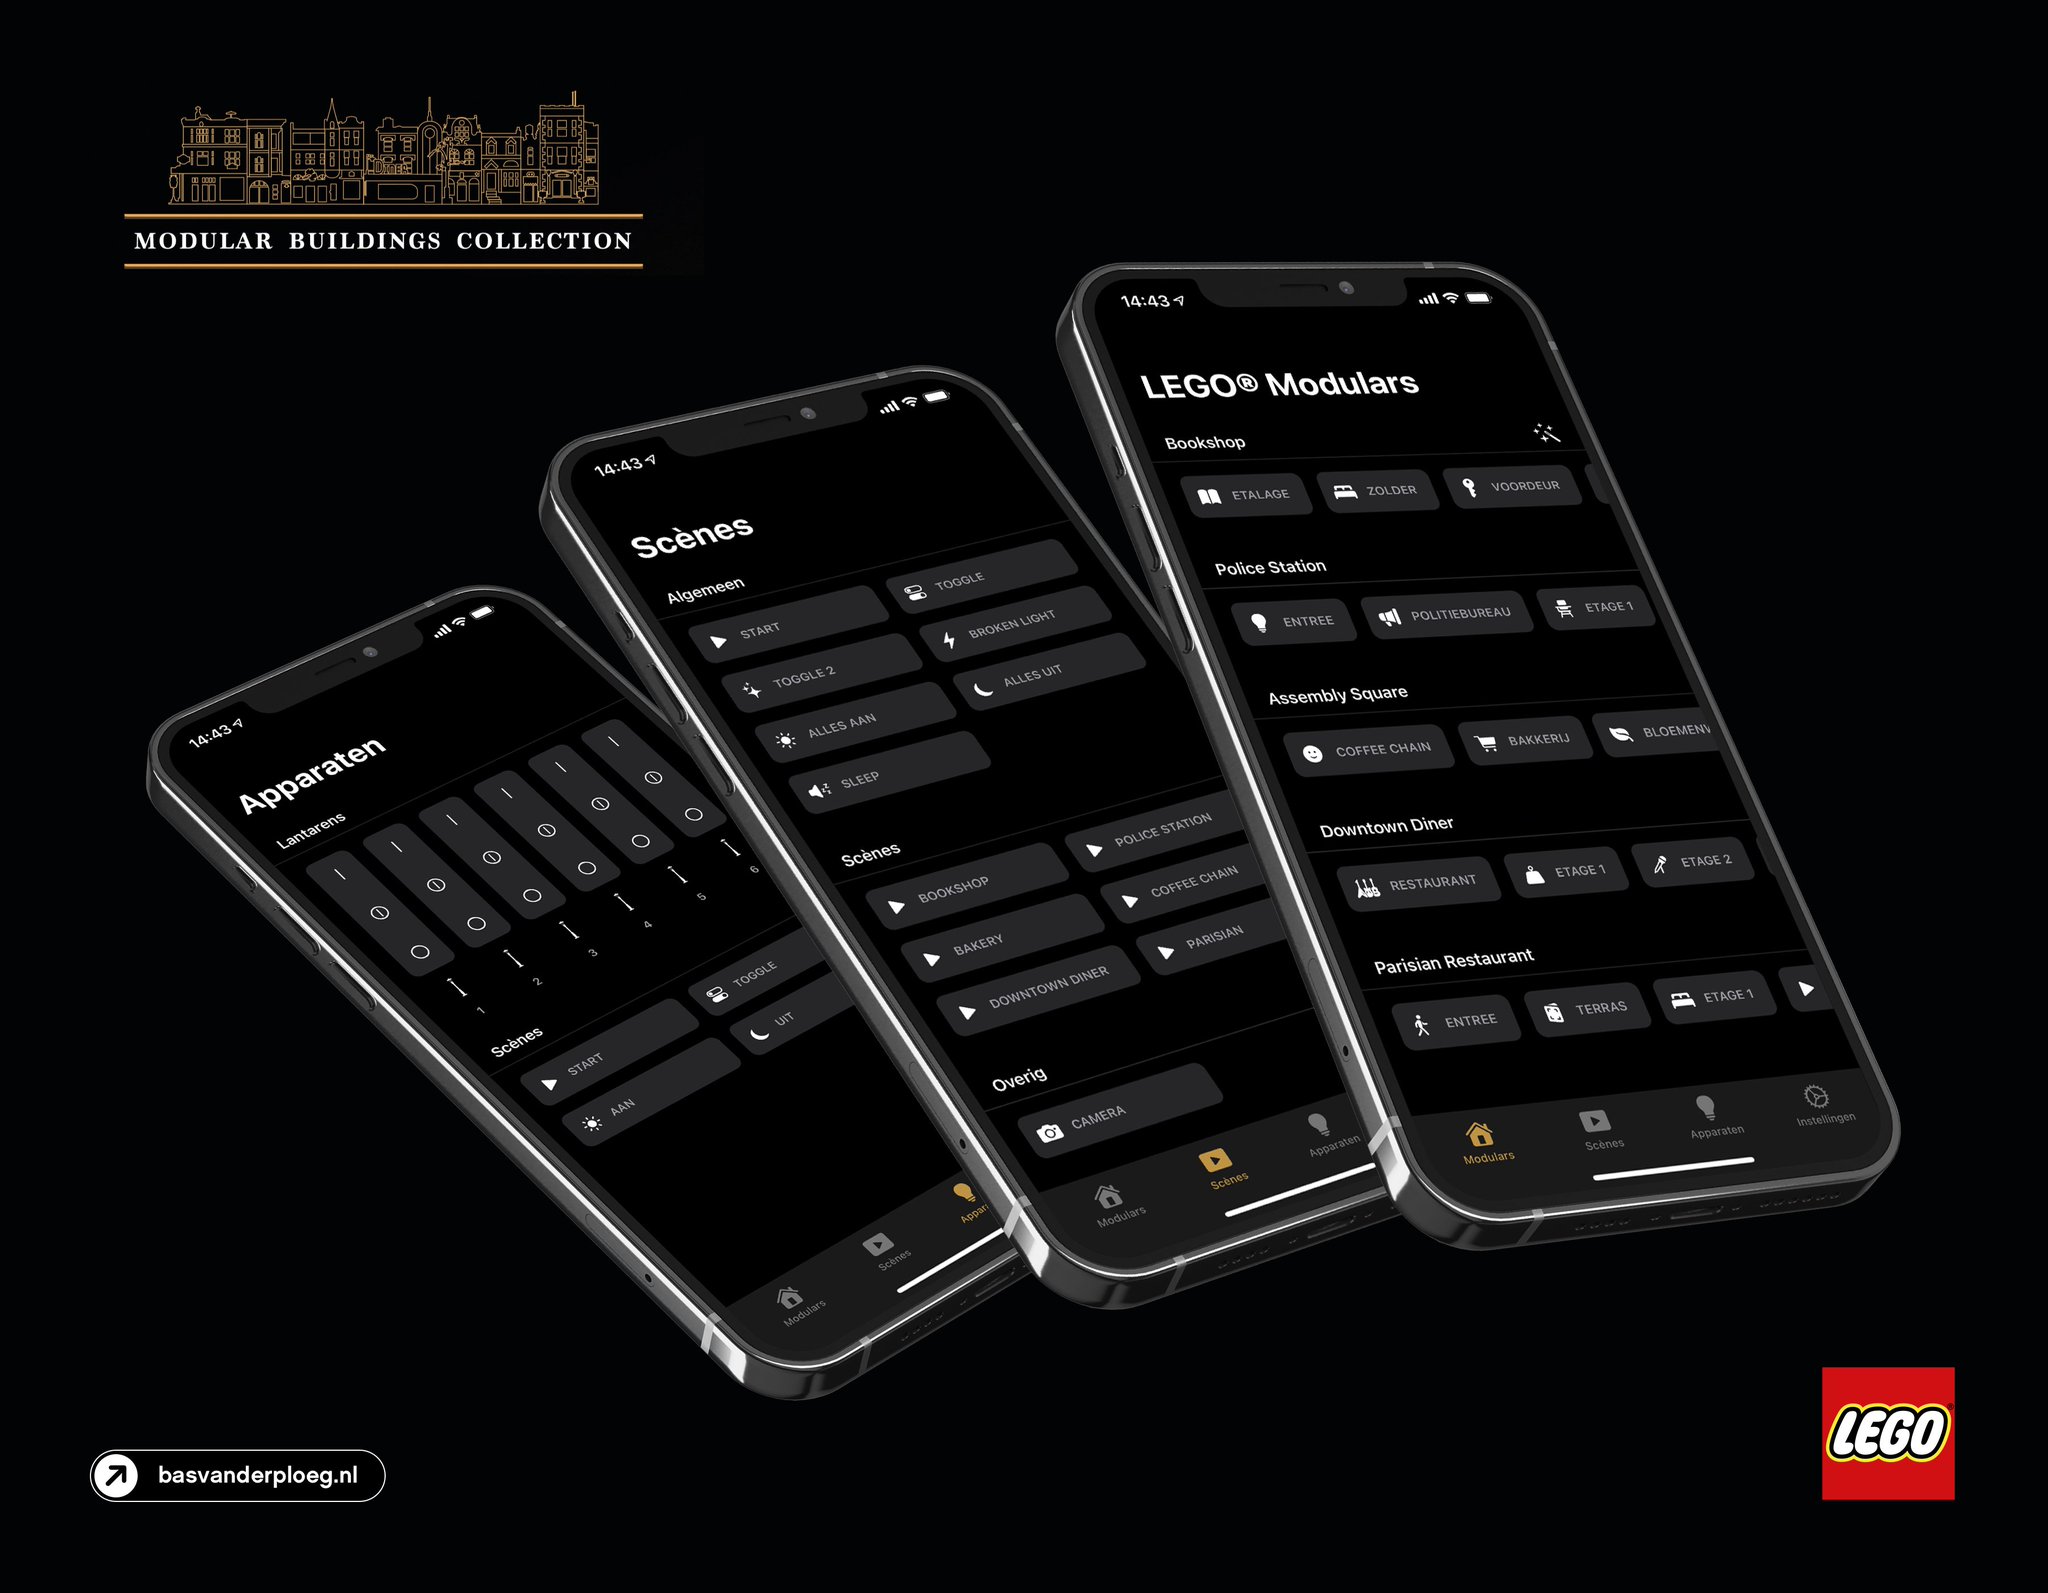 MODULAR BUILDINGS COLLECTION
14:43
Apparaten
Lantarens
1
2
3
4
5
6
Scènes
START
TOGGLE
AAN
UIT
Modulars
Scènes
14:43
Scènes
Algemeen
START
TOGGLE
TOGGLE 2
BROKEN LIGHT
ALLES AAN
ALLES UIT
SLEEP
Scènes
BOOKSHOP
POLICE STATION
BAKERY
COFFEE CHAIN
DOWNTOWN DINER
PARISIAN
Overig
CAMERA
Modulars
Scènes
Apparaten
14:43
LEGO® Modulars
Bookshop
ETALAGE
ZOLDER
VOORDEUR
Police Station
ENTREE
POLITIEBUREAU
ETAGE 1
Assembly Square
COFFEE CHAIN
BAKKERIJ
Downtown Diner
RESTAURANT
ETAGE 1
ETAGE 2
Parisian Restaurant
ENTREE
TERRAS
ETAGE 1
Modulars
Scènes
Apparaten
Instellingen
basvanderploeg.nl
LEGO®